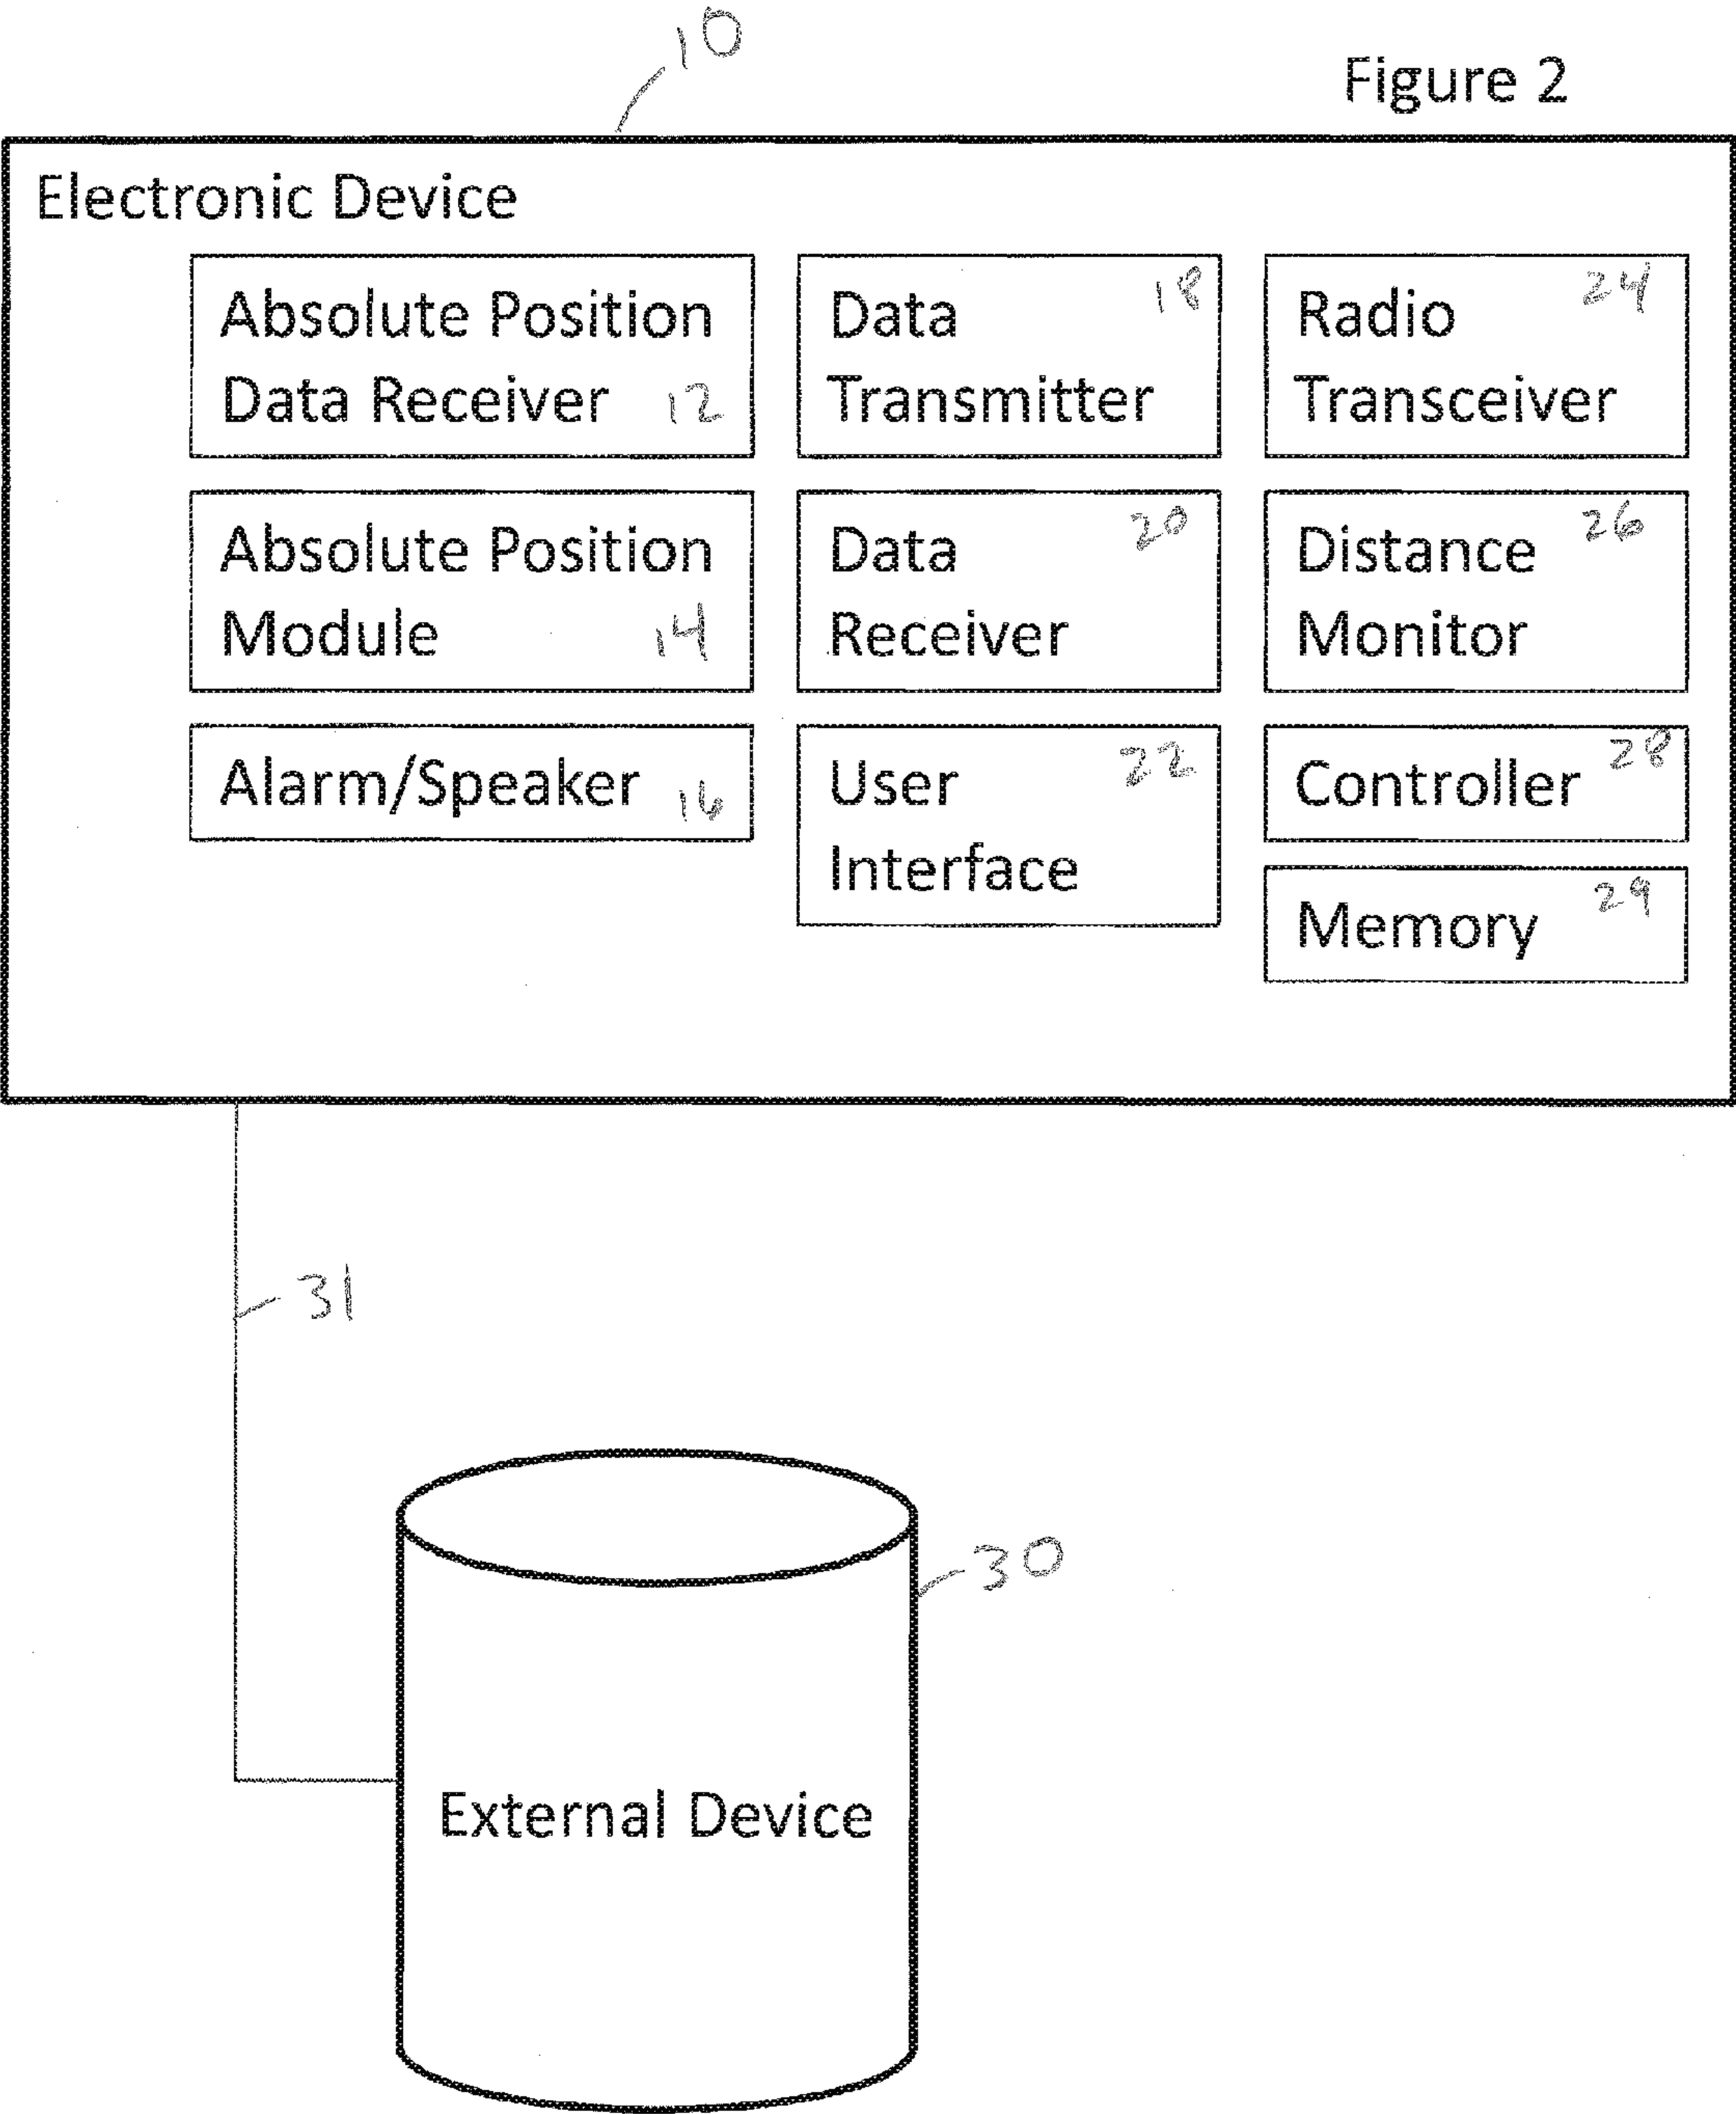 10
Figure 2
Electronic Device
Absolute Position
Data Receiver 12
Data 18
Transmitter
Radio 24
Transceiver
Absolute Position
Module 14
Data 20
Receiver
Distance 26
Monitor
Alarm/Speaker 16
User 22
Interface
Controller 28
Memory 29
31
30
External Device